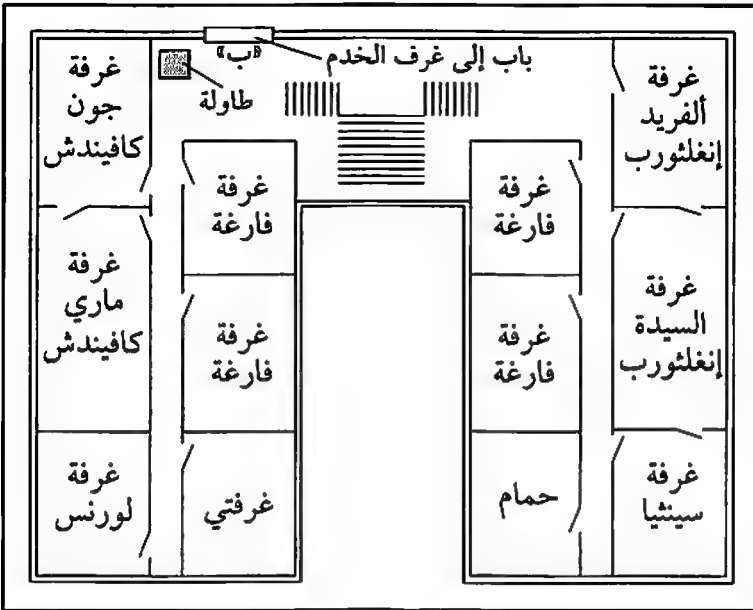 باب إلى غرف الخدم
«ب»
طاولة
غرفة
ألفريد
إنغلثورب
غرفة
السيدة
إنغلثورب
غرفة
سينثيا
غرفة
فارغة
غرفة
فارغة
حمام
غرفة
فارغة
غرفة
فارغة
غرفتي
غرفة
جون
كافيندش
غرفة
ماري
كافيندش
غرفة
لورنس